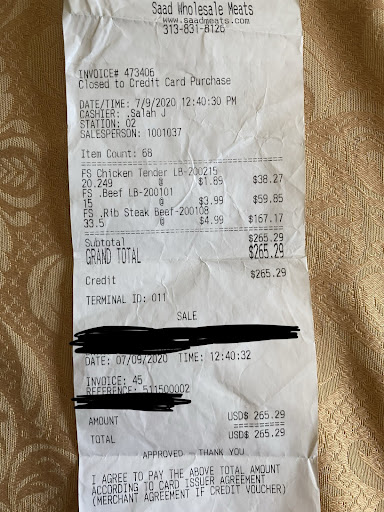 Saad Wholesale Meats
www.saadmeats.com
313-831-8126
INVOICE# 473406
Closed to Credit Card Purchase
DATE/TIME: 7/9/2020 12:40:30 PM
CASHIER: .Salah J
STATION: 02
SALESPERSON: 1001037
Item Count: 68
FS Chicken Tender LB-200215
20.249 @ $1.89 $38.27
FS .Beef LB-200101
15 @ $3.99 $59.85
FS .Rib Steak Beef-200108
33.5 @ $4.99 $167.17
Subtotal $265.29
GRAND TOTAL $265.29
Credit $265.29
TERMINAL ID: 011
SALE
DATE: 07/09/2020 TIME: 12:40:32
INVOICE: 45
REFERENCE: 511500002
AMOUNT USD$ 265.29
TOTAL USD$ 265.29
APPROVED - THANK YOU
I AGREE TO PAY THE ABOVE TOTAL AMOUNT
ACCORDING TO CARD ISSUER AGREEMENT
(MERCHANT AGREEMENT IF CREDIT VOUCHER)